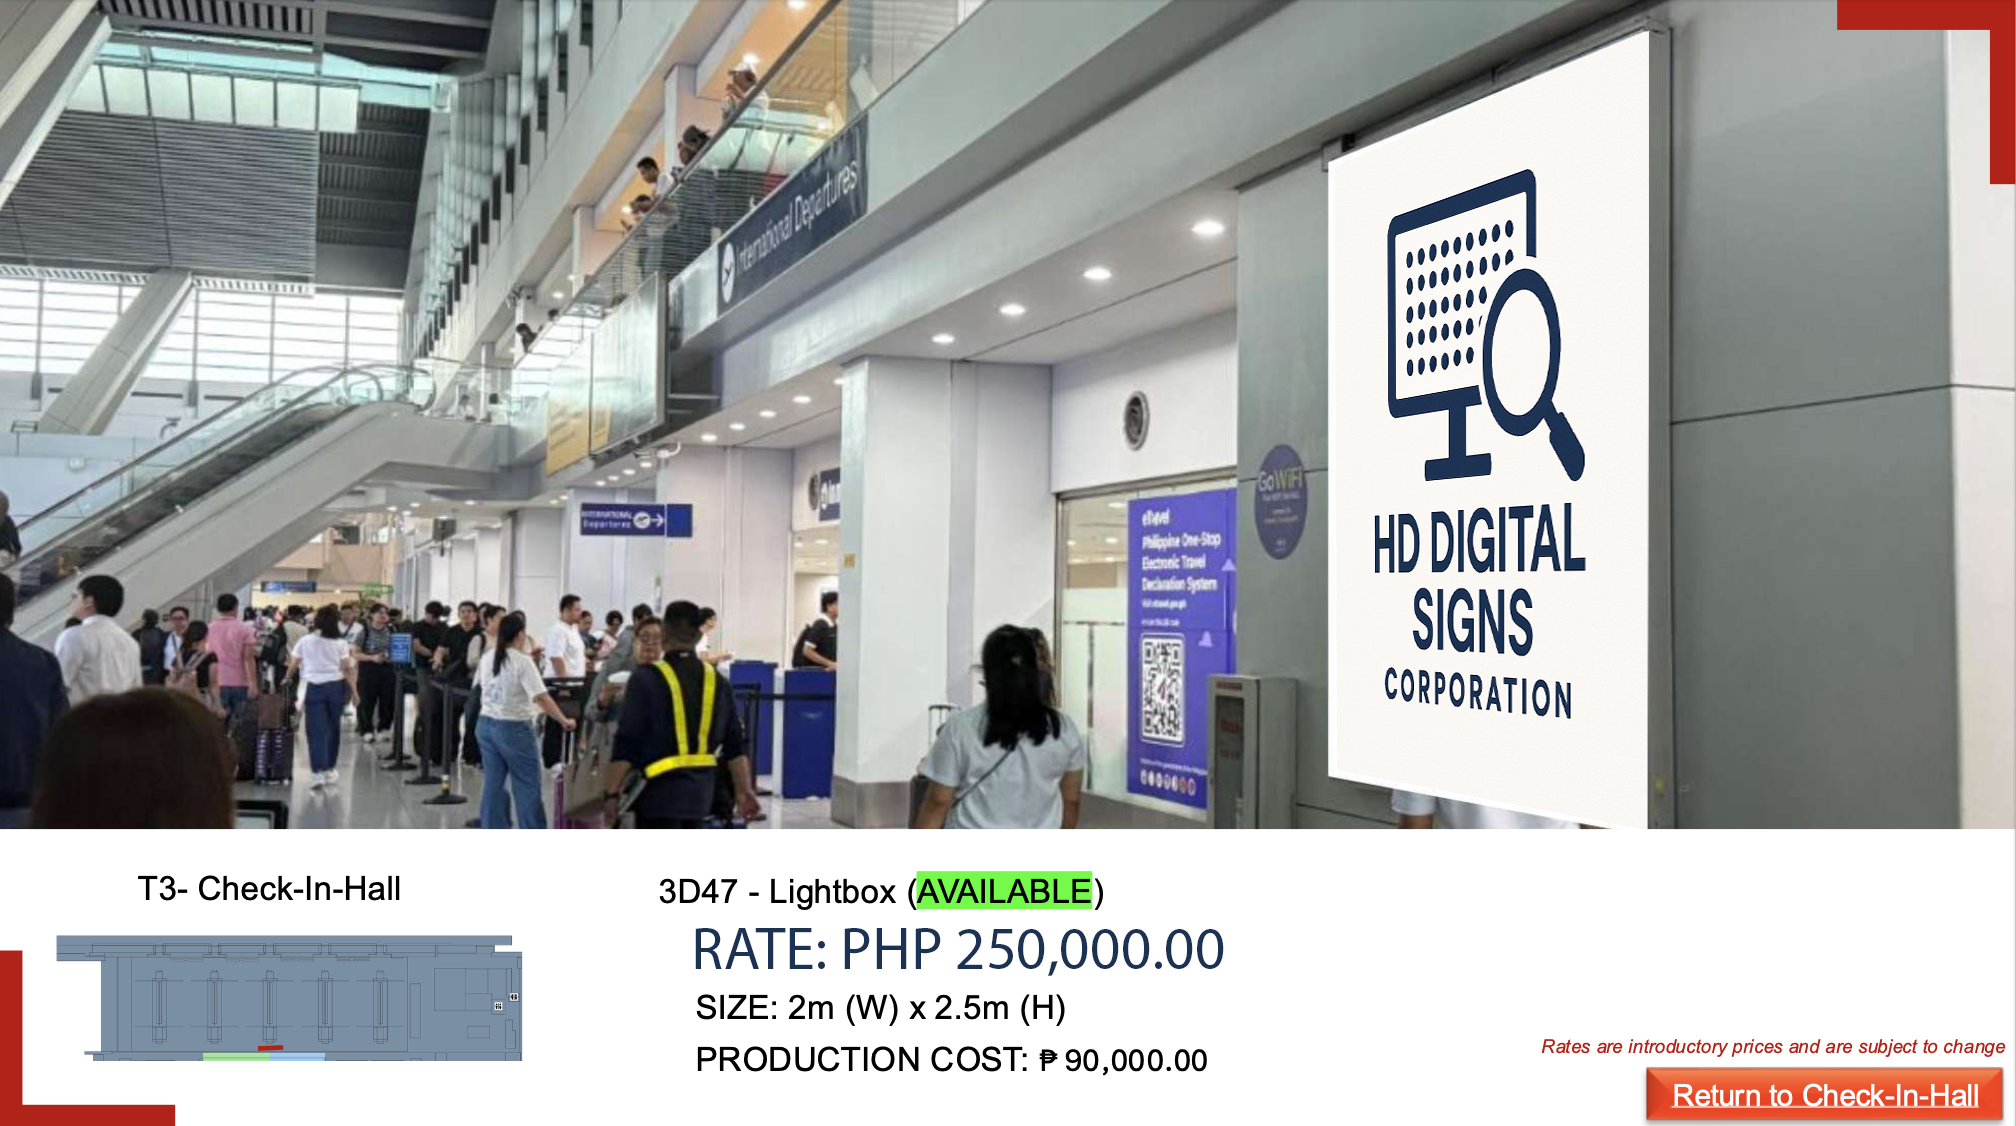 International Departures
INTERNATIONAL
Departures
GoWiFi
eTravel
Philippine One-Stop
Electronic Travel
Declaration System
HD DIGITAL
SIGNS
CORPORATION
T3- Check-In-Hall
3D47 - Lightbox (AVAILABLE)
RATE: PHP 250,000.00
SIZE: 2m (W) x 2.5m (H)
PRODUCTION COST: ₱ 90,000.00
Rates are introductory prices and are subject to change
Return to Check-In-Hall